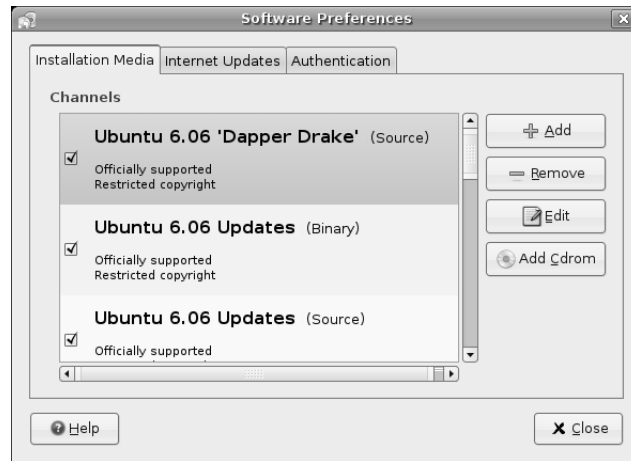 Software Preferences
Installation Media Internet Updates Authentication
Channels
Ubuntu 6.06 'Dapper Drake' (Source)
Officially supported
Restricted copyright
Ubuntu 6.06 Updates (Binary)
Officially supported
Restricted copyright
Ubuntu 6.06 Updates (Source)
Officially supported
Add
Remove
Edit
Add Cdrom
Help
Close